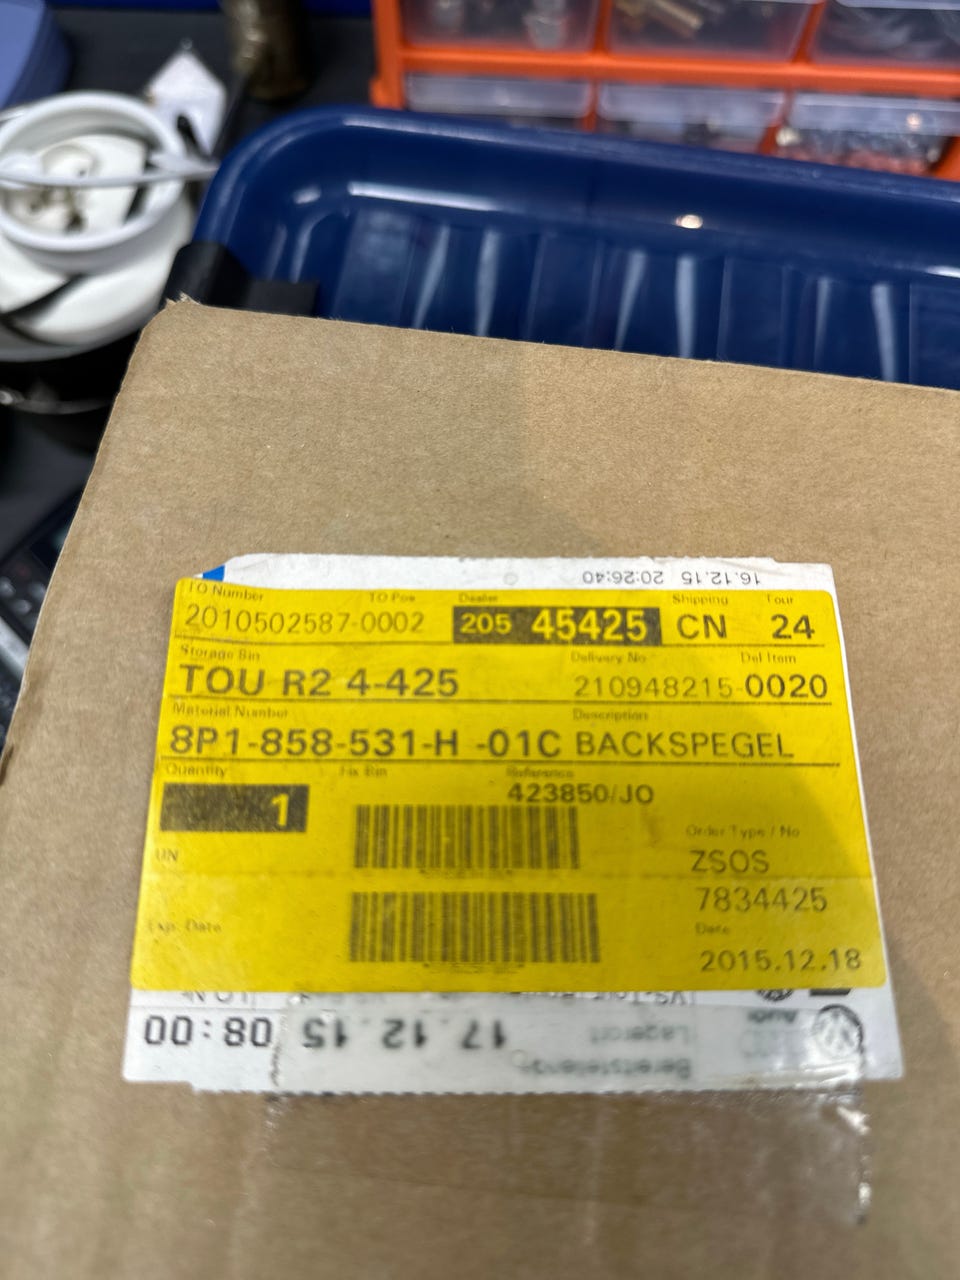 16.12.15 20:26:40
TO Number TO Pos Dealer Shipping Tour
2010502587-0002 205 45425 CN 24
Storage Bin Delivery No Del Item
TOU R2 4-425 210948215-0020
Material Number Description
8P1-858-531-H -01C BACKSPEGEL
Quantity Fix Bin Reference
1 423850/JO
Order Type / No
UN ZSOS
7834425
Exp. Date Date
2015.12.18
Audi
Lagerort
17.12.15 08:00